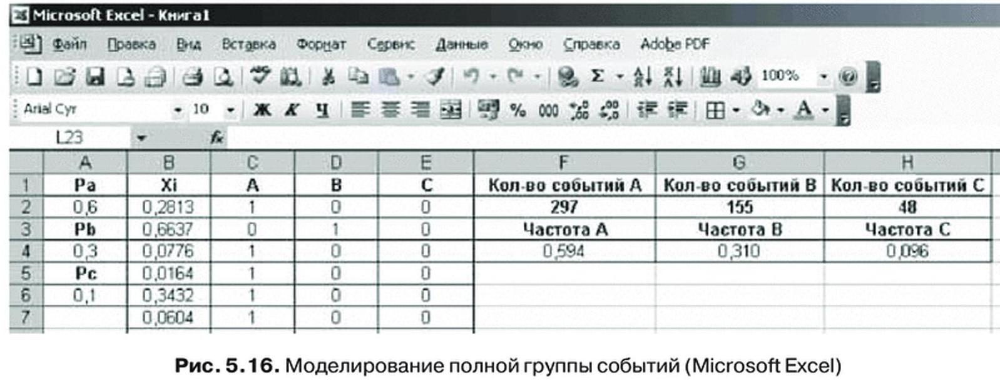 Microsoft Excel - Книга1
Файл Правка Вид Вставка Формат Сервис Данные Окно Справка Adobe PDF
Σ 100%
Arial Cyr 10 Ж К Ч % 000
L23 fx
A B C D E F G H
1 Pa Xi A B C Кол-во событий A Кол-во событий B Кол-во событий C
2 0,6 0,2813 1 0 0 297 155 48
3 Pb 0,6637 0 1 0 Частота A Частота B Частота C
4 0,3 0,0776 1 0 0 0,594 0,310 0,096
5 Pc 0,0164 1 0 0
6 0,1 0,3432 1 0 0
7 0,0604 1 0 0
Рис. 5.16. Моделирование полной группы событий (Microsoft Excel)